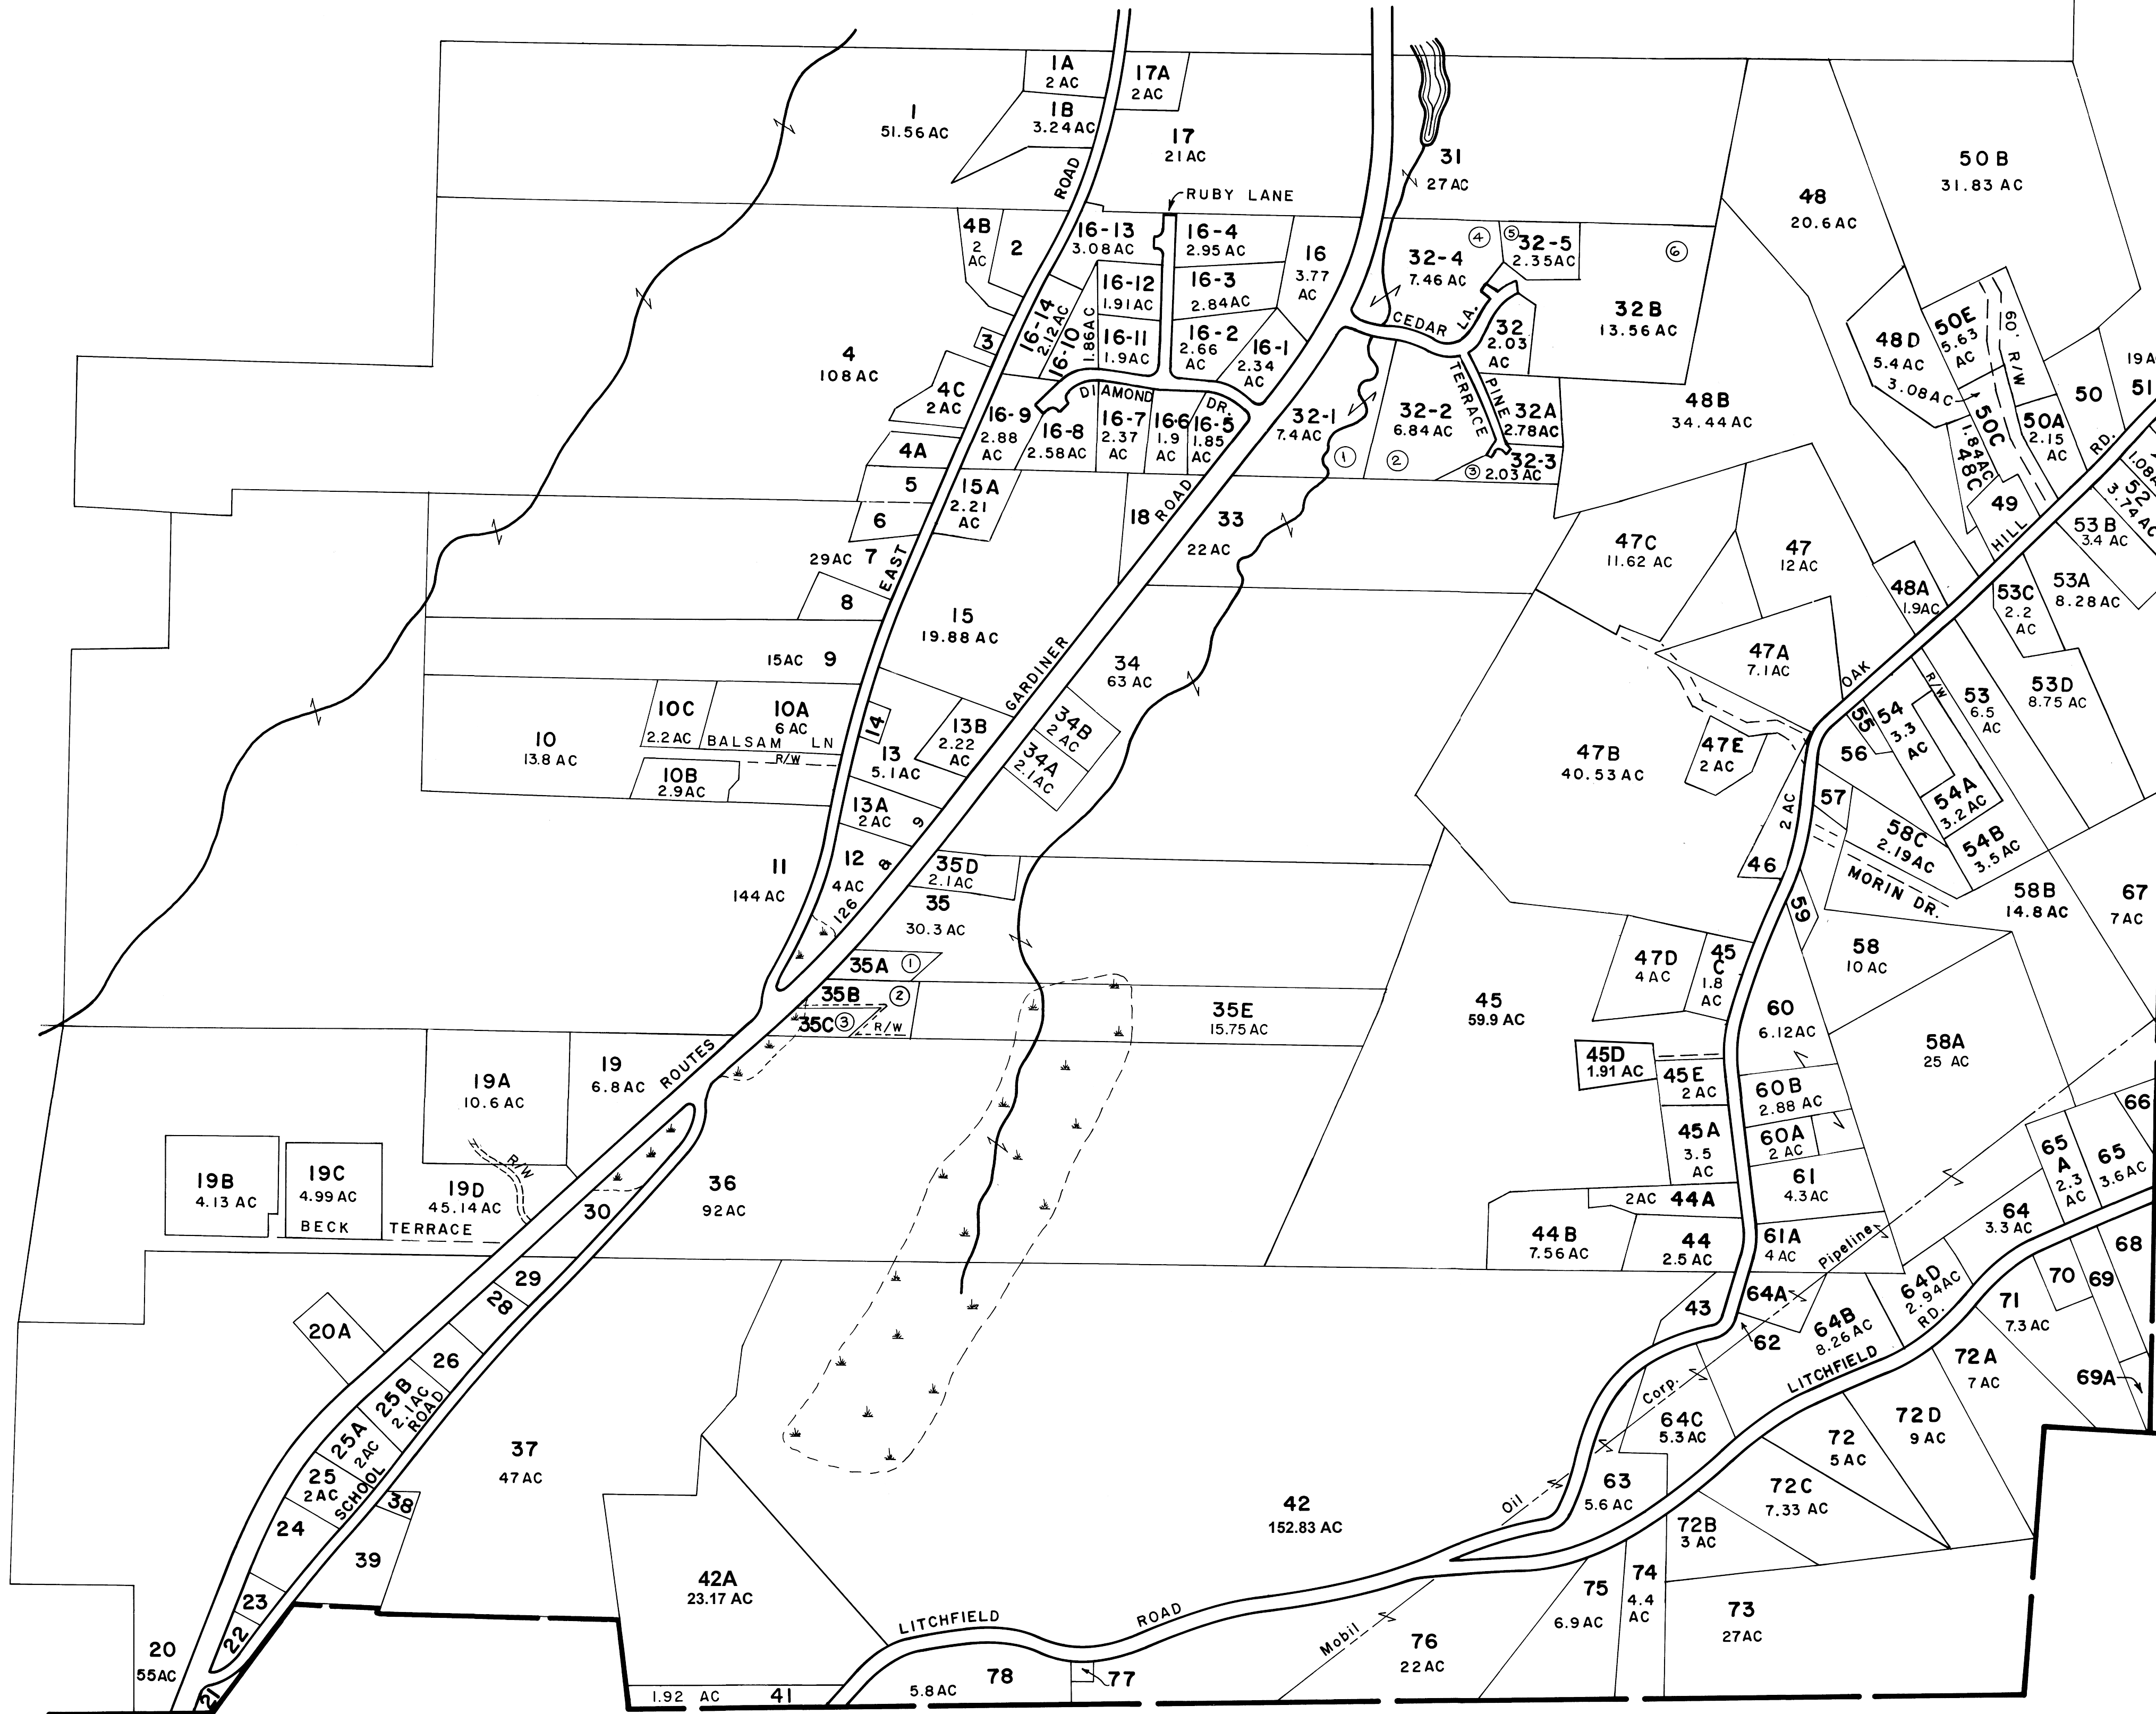 1A
2 AC
17A
2 AC
1
51.56 AC
1B
3.24 AC
17
21 AC
31
27 AC
50 B
31.83 AC
48
20.6 AC
ROAD
RUBY LANE
4B
2
AC
2
16-13
3.08 AC
16-4
2.95 AC
16
3.77
AC
32-4
7.46 AC
4
5
32-5
2.35 AC
6
32B
13.56 AC
16-14
2.12 AC
16-10
1.86 AC
16-12
1.91 AC
16-3
2.84 AC
16-11
1.9 AC
16-2
2.66
AC
16-1
2.34
AC
CEDAR LA.
32
2.03
AC
48D
5.4 AC
50E
5.63
AC
60' R/W
3.08 AC
50C
1.84 AC
48C
50A
2.15
AC
50
19 A
51
3
4
108 AC
4C
2 AC
16-9
2.88
AC
DIAMOND DR.
16-8
2.58 AC
16-7
2.37
AC
16-6
1.9
AC
16-5
1.85
AC
32-1
7.4 AC
1
32-2
6.84 AC
2
PINE
TERRACE
32A
2.78 AC
3
32-3
2.03 AC
48B
34.44 AC
4A
5
6
15A
2.21
AC
18
ROAD
33
22 AC
49
HILL RD.
52
3.74 AC
53 B
3.4 AC
29 AC 7
EAST
8
47C
11.62 AC
47
12 AC
48A
1.9 AC
53C
2.2
AC
53A
8.28 AC
15
19.88 AC
15 AC 9
GARDINER
34
63 AC
47A
7.1 AC
OAK
R/W
53
6.5
AC
53D
8.75 AC
10C
2.2 AC
10A
6 AC
BALSAM LN
R/W
14
13B
2.22
AC
34B
2 AC
34A
2.1 AC
10
13.8 AC
10B
2.9 AC
13
5.1 AC
47B
40.53 AC
47E
2 AC
55
54
3.3
AC
56
54A
3.2 AC
13A
2 AC
9
57
58C
2.19 AC
54B
3.5 AC
2 AC
46
11
144 AC
12
4 AC
8
126
35D
2.1 AC
35
30.3 AC
MORIN DR.
59
58B
14.8 AC
67
7 AC
35A 1
35B 2
35C 3
R/W
35E
15.75 AC
45
59.9 AC
47D
4 AC
45
C
1.8
AC
58
10 AC
60
6.12 AC
58A
25 AC
19A
10.6 AC
19
6.8 AC
ROUTES
45D
1.91 AC
45E
2 AC
60B
2.88 AC
45A
3.5
AC
60A
2 AC
66
65
A
2.3
AC
65
3.6 AC
19B
4.13 AC
19C
4.99 AC
19D
45.14 AC
R/W
BECK TERRACE
30
36
92 AC
2 AC 44A
61
4.3 AC
44B
7.56 AC
44
2.5 AC
61A
4 AC
Pipeline
64
3.3 AC
68
29
28
20A
26
43
64A
62
64B
8.26 AC
64D
2.94 AC
RD.
71
7.3 AC
70
69
69A
25B
2.1 AC
ROAD
25A
2 AC
25
2 AC
SCHOOL
24
38
39
23
22
21
20
55 AC
37
47 AC
42A
23.17 AC
42
152.83 AC
Oil
Corp.
64C
5.3 AC
LITCHFIELD
72A
7 AC
72D
9 AC
72
5 AC
72C
7.33 AC
63
5.6 AC
72B
3 AC
74
4.4
AC
75
6.9 AC
73
27 AC
LITCHFIELD ROAD
Mobil
76
22 AC
77
78
5.8 AC
1.92 AC 41